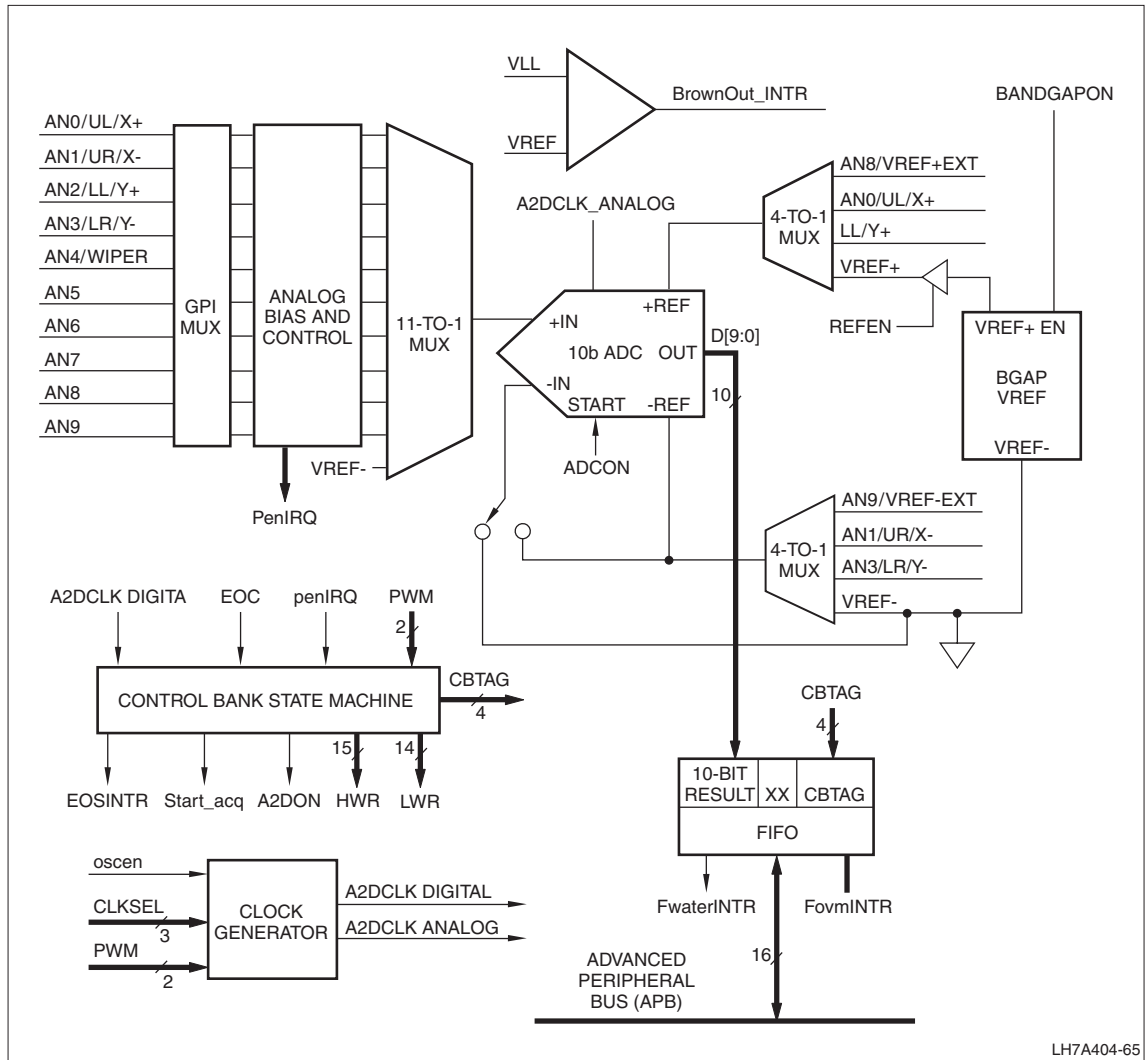 VLL
BrownOut_INTR
VREF
BANDGAPON
AN0/UL/X+
AN1/UR/X-
AN2/LL/Y+
AN3/LR/Y-
AN4/WIPER
AN5
AN6
AN7
AN8
AN9
GPI
MUX
ANALOG
BIAS AND
CONTROL
11-TO-1
MUX
VREF-
PenIRQ
A2DCLK_ANALOG
+REF
+IN
10b ADC
OUT
-IN
START
-REF
ADCON
D[9:0]
10
4-TO-1
MUX
AN8/VREF+EXT
AN0/UL/X+
LL/Y+
VREF+
REFEN
VREF+ EN
BGAP
VREF
VREF-
4-TO-1
MUX
AN9/VREF-EXT
AN1/UR/X-
AN3/LR/Y-
VREF-
A2DCLK DIGITA
EOC
penIRQ
PWM
2
CONTROL BANK STATE MACHINE
CBTAG
4
15
14
EOSINTR
Start_acq
A2DON
HWR
LWR
CBTAG
4
10-BIT
RESULT
XX
CBTAG
FIFO
FwaterINTR
FovrnINTR
16
oscen
CLKSEL
3
PWM
2
CLOCK
GENERATOR
A2DCLK DIGITAL
A2DCLK ANALOG
ADVANCED
PERIPHERAL
BUS (APB)
LH7A404-65